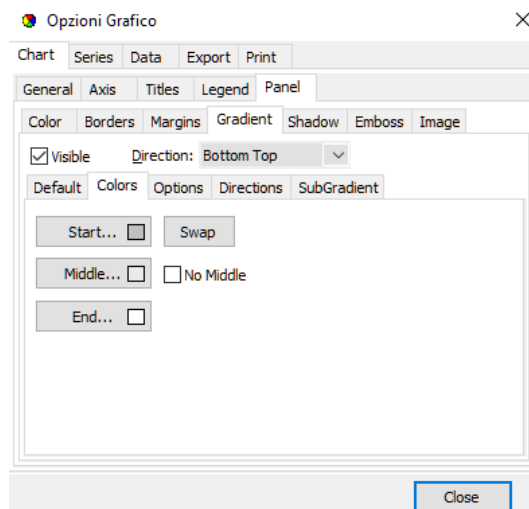 Opzioni Grafico
Chart Series Data Export Print
General Axis Titles Legend Panel
Color Borders Margins Gradient Shadow Emboss Image
Visible Direction: Bottom Top
Default Colors Options Directions SubGradient
Start... Swap
Middle... No Middle
End...
Close